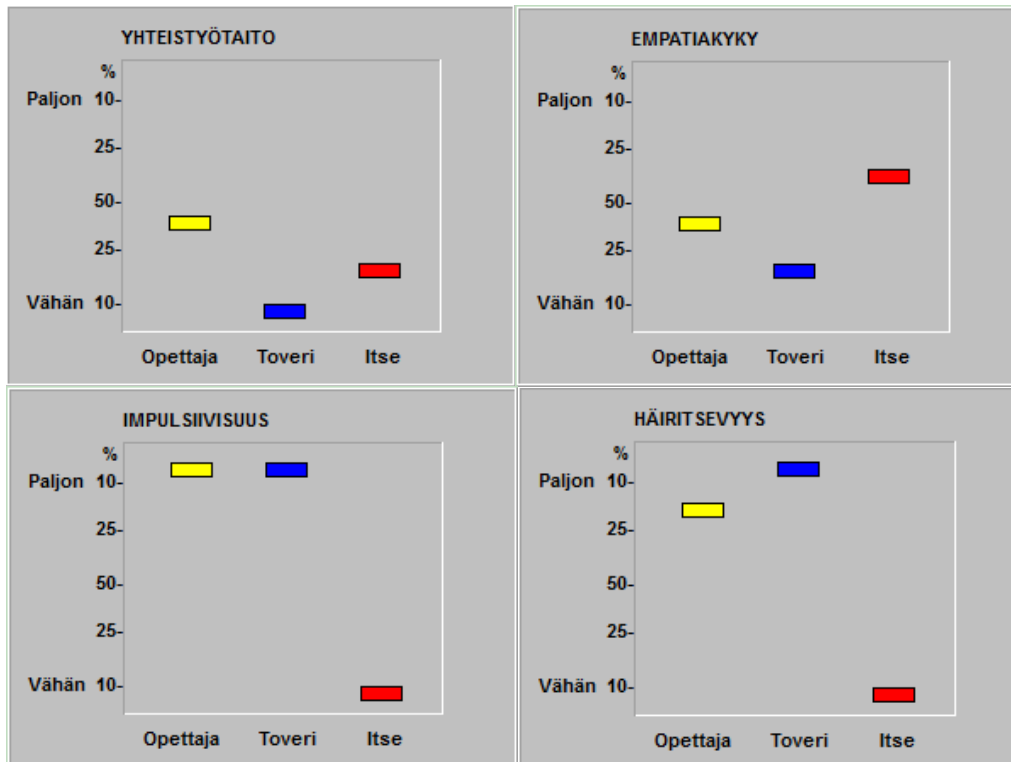 YHTEISTYÖTAITO
%
Paljon 10-
25-
50-
25-
Vähän 10-
Opettaja Toveri Itse
EMPATIAKYKY
%
Paljon 10-
25-
50-
25-
Vähän 10-
Opettaja Toveri Itse
IMPULSIIVISUUS
%
Paljon 10-
25-
50-
25-
Vähän 10-
Opettaja Toveri Itse
HÄIRITSEVYYS
%
Paljon 10-
25-
50-
25-
Vähän 10-
Opettaja Toveri Itse